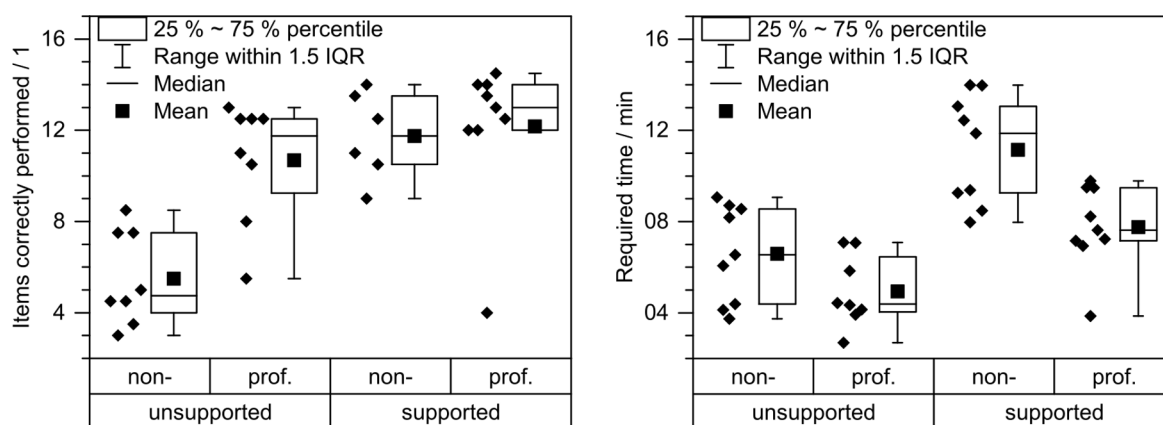 Items correctly performed / 1
16
12
8
4
25 % ~ 75 % percentile
Range within 1.5 IQR
Median
Mean
non- prof. non- prof.
unsupported supported
Required time / min
16
12
08
04
25 % ~ 75 % percentile
Range within 1.5 IQR
Median
Mean
non- prof. non- prof.
unsupported supported